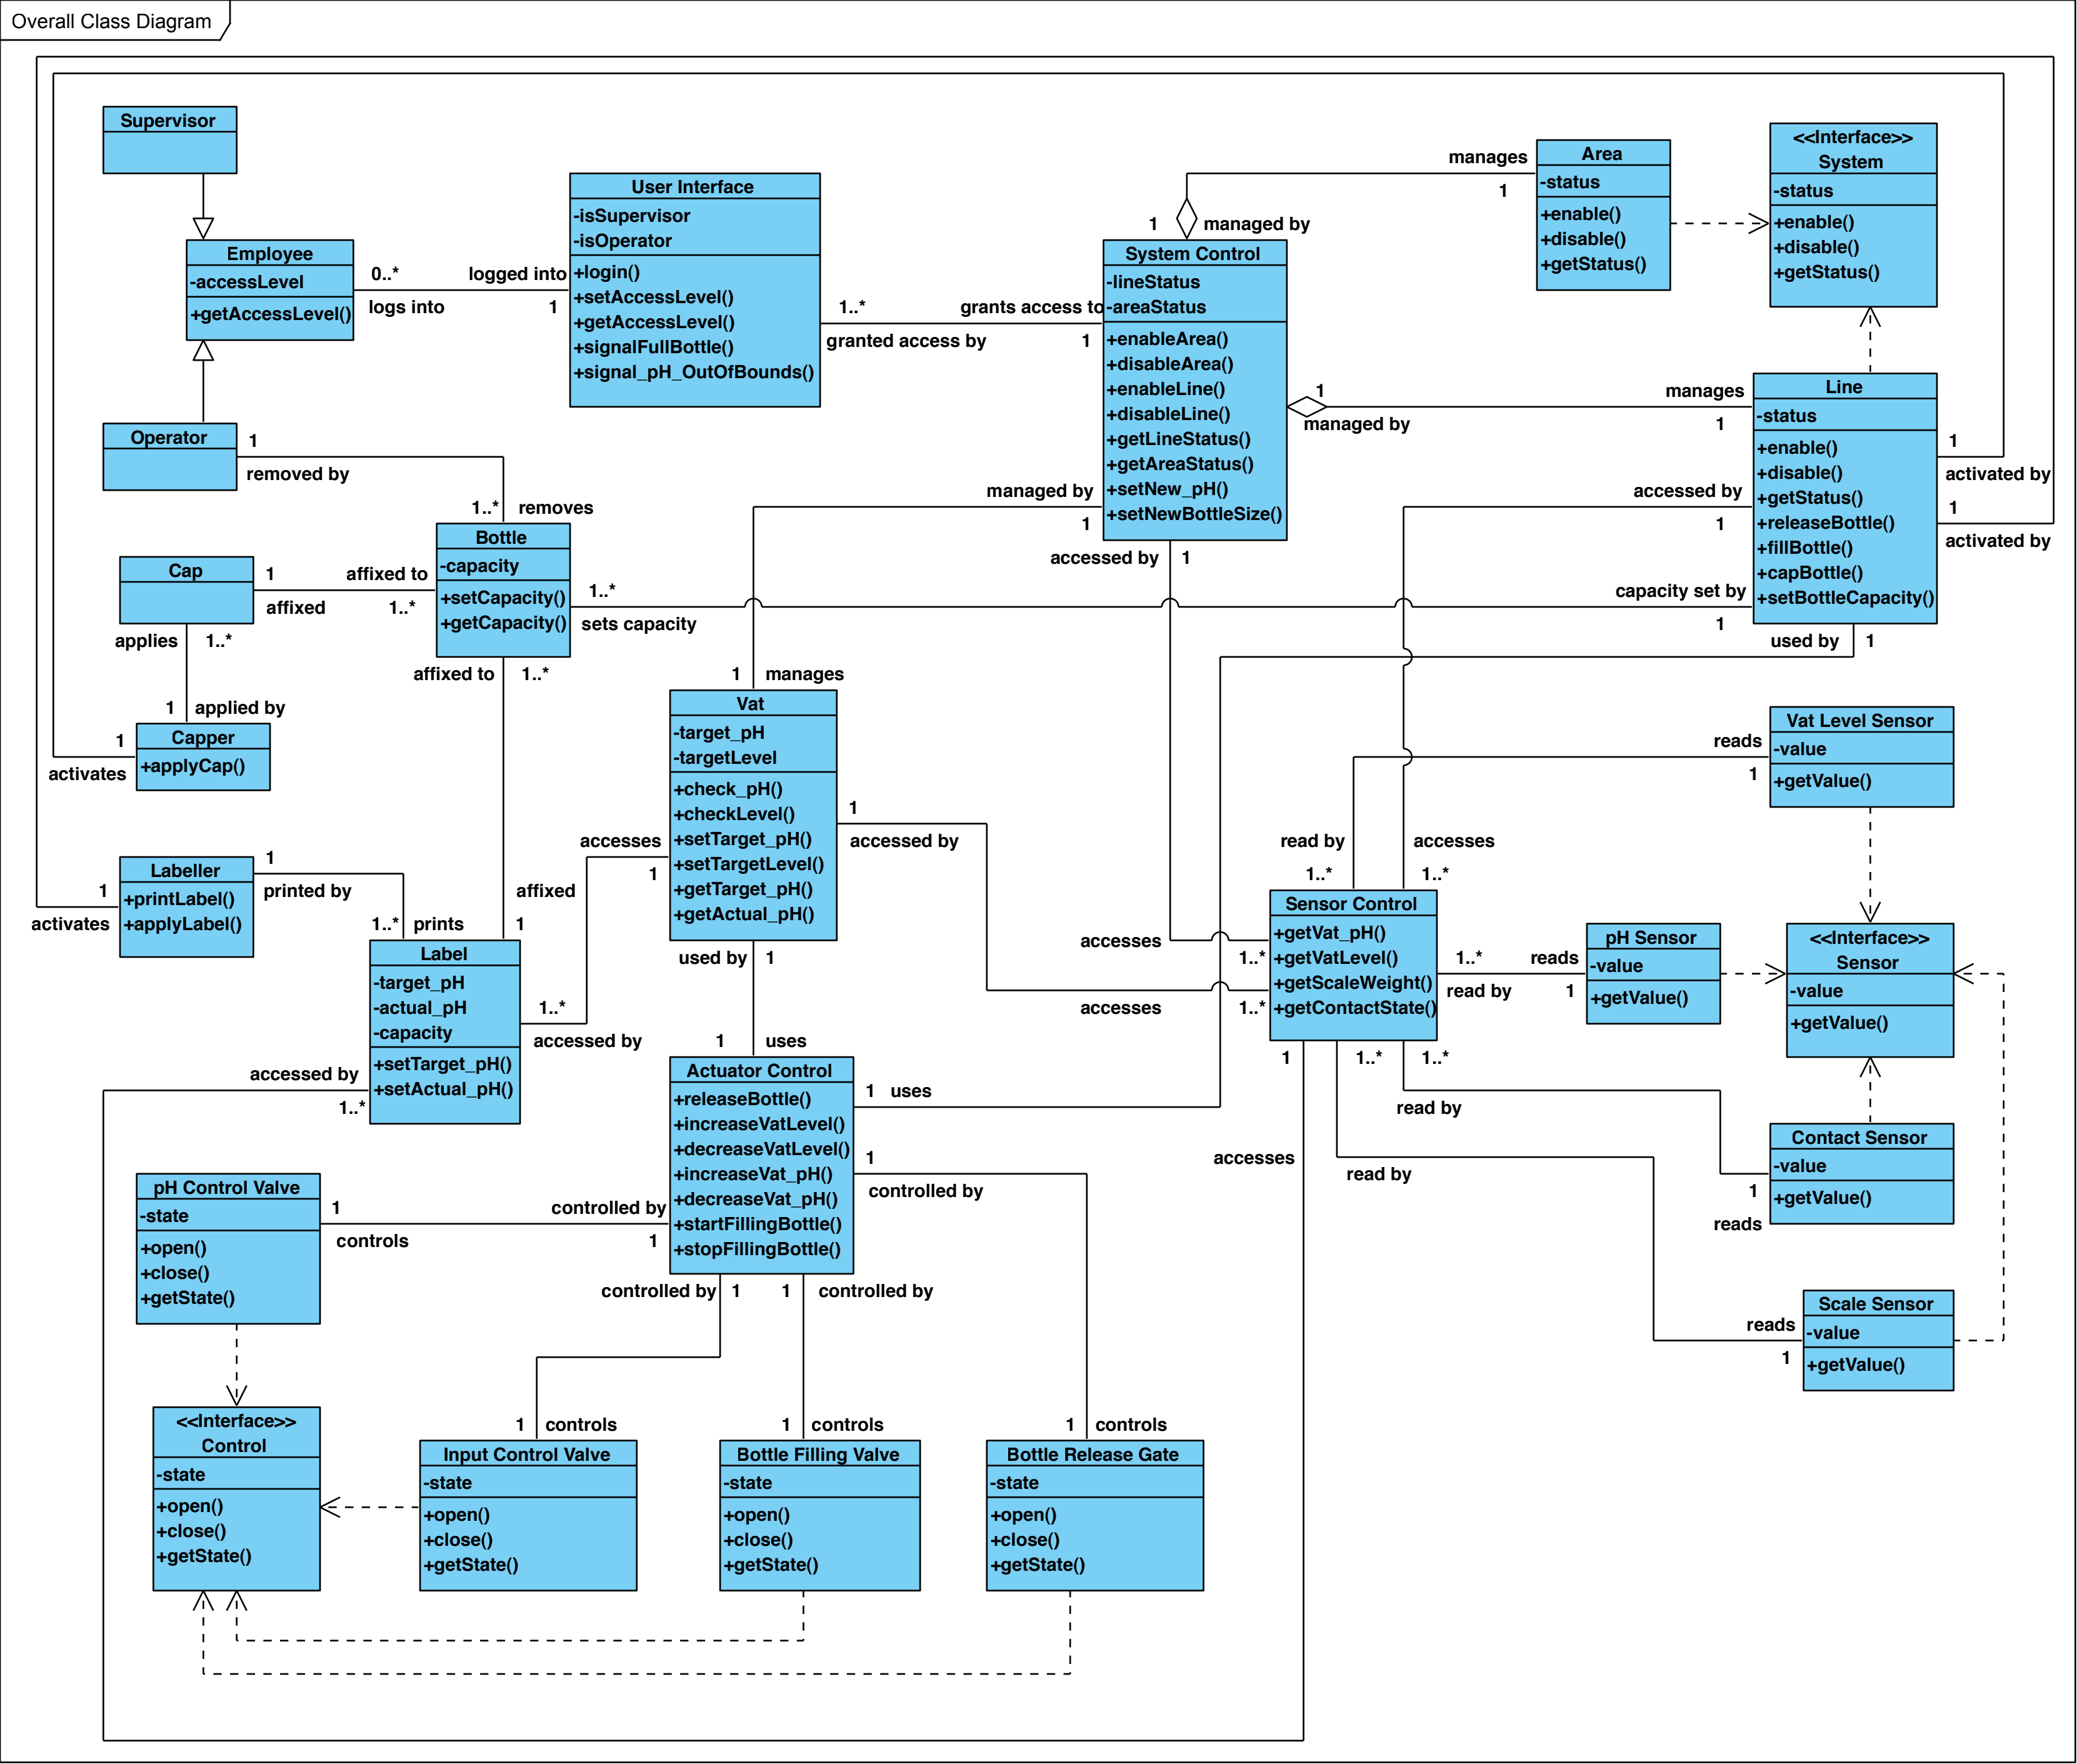 Overall Class Diagram
Supervisor
Employee
-accessLevel
+getAccessLevel()
0..*
logs into
logged into
1
User Interface
-isSupervisor
-isOperator
+login()
+setAccessLevel()
+getAccessLevel()
+signalFullBottle()
+signal_pH_OutOfBounds()
1..*
granted access by
grants access to
1
System Control
-lineStatus
-areaStatus
+enableArea()
+disableArea()
+enableLine()
+disableLine()
+getLineStatus()
+getAreaStatus()
+setNew_pH()
+setNewBottleSize()
1
managed by
manages
1
Area
-status
+enable()
+disable()
+getStatus()
<<Interface>>
System
-status
+enable()
+disable()
+getStatus()
1
managed by
manages
1
Line
-status
+enable()
+disable()
+getStatus()
+releaseBottle()
+fillBottle()
+capBottle()
+setBottleCapacity()
1
activated by
1
activated by
accessed by
1
capacity set by
1
used by
1
Operator
1
removed by
1..*
removes
Bottle
-capacity
+setCapacity()
+getCapacity()
1..*
sets capacity
affixed to
1..*
Cap
1
affixed
affixed to
1..*
applies
1..*
1
applied by
Capper
+applyCap()
1
activates
managed by
1
accessed by
1
1
manages
Vat
-target_pH
-targetLevel
+check_pH()
+checkLevel()
+setTarget_pH()
+setTargetLevel()
+getTarget_pH()
+getActual_pH()
1
accessed by
accesses
1
used by
1
Labeller
+printLabel()
+applyLabel()
1
printed by
1
activates
1..*
prints
affixed
1
Label
-target_pH
-actual_pH
-capacity
+setTarget_pH()
+setActual_pH()
1..*
accessed by
accessed by
1..*
Vat Level Sensor
-value
+getValue()
reads
1
read by
1..*
accesses
1..*
Sensor Control
+getVat_pH()
+getVatLevel()
+getScaleWeight()
+getContactState()
accesses
1..*
accesses
1..*
1..*
read by
reads
1
pH Sensor
-value
+getValue()
<<Interface>>
Sensor
-value
+getValue()
1
accesses
1..*
read by
1..*
read by
Contact Sensor
-value
+getValue()
1
reads
Scale Sensor
-value
+getValue()
reads
1
1
uses
Actuator Control
+releaseBottle()
+increaseVatLevel()
+decreaseVatLevel()
+increaseVat_pH()
+decreaseVat_pH()
+startFillingBottle()
+stopFillingBottle()
1
uses
1
controlled by
controlled by
1
controlled by
1
1
controlled by
pH Control Valve
-state
+open()
+close()
+getState()
1
controls
<<Interface>>
Control
-state
+open()
+close()
+getState()
1
controls
Input Control Valve
-state
+open()
+close()
+getState()
1
controls
Bottle Filling Valve
-state
+open()
+close()
+getState()
1
controls
Bottle Release Gate
-state
+open()
+close()
+getState()